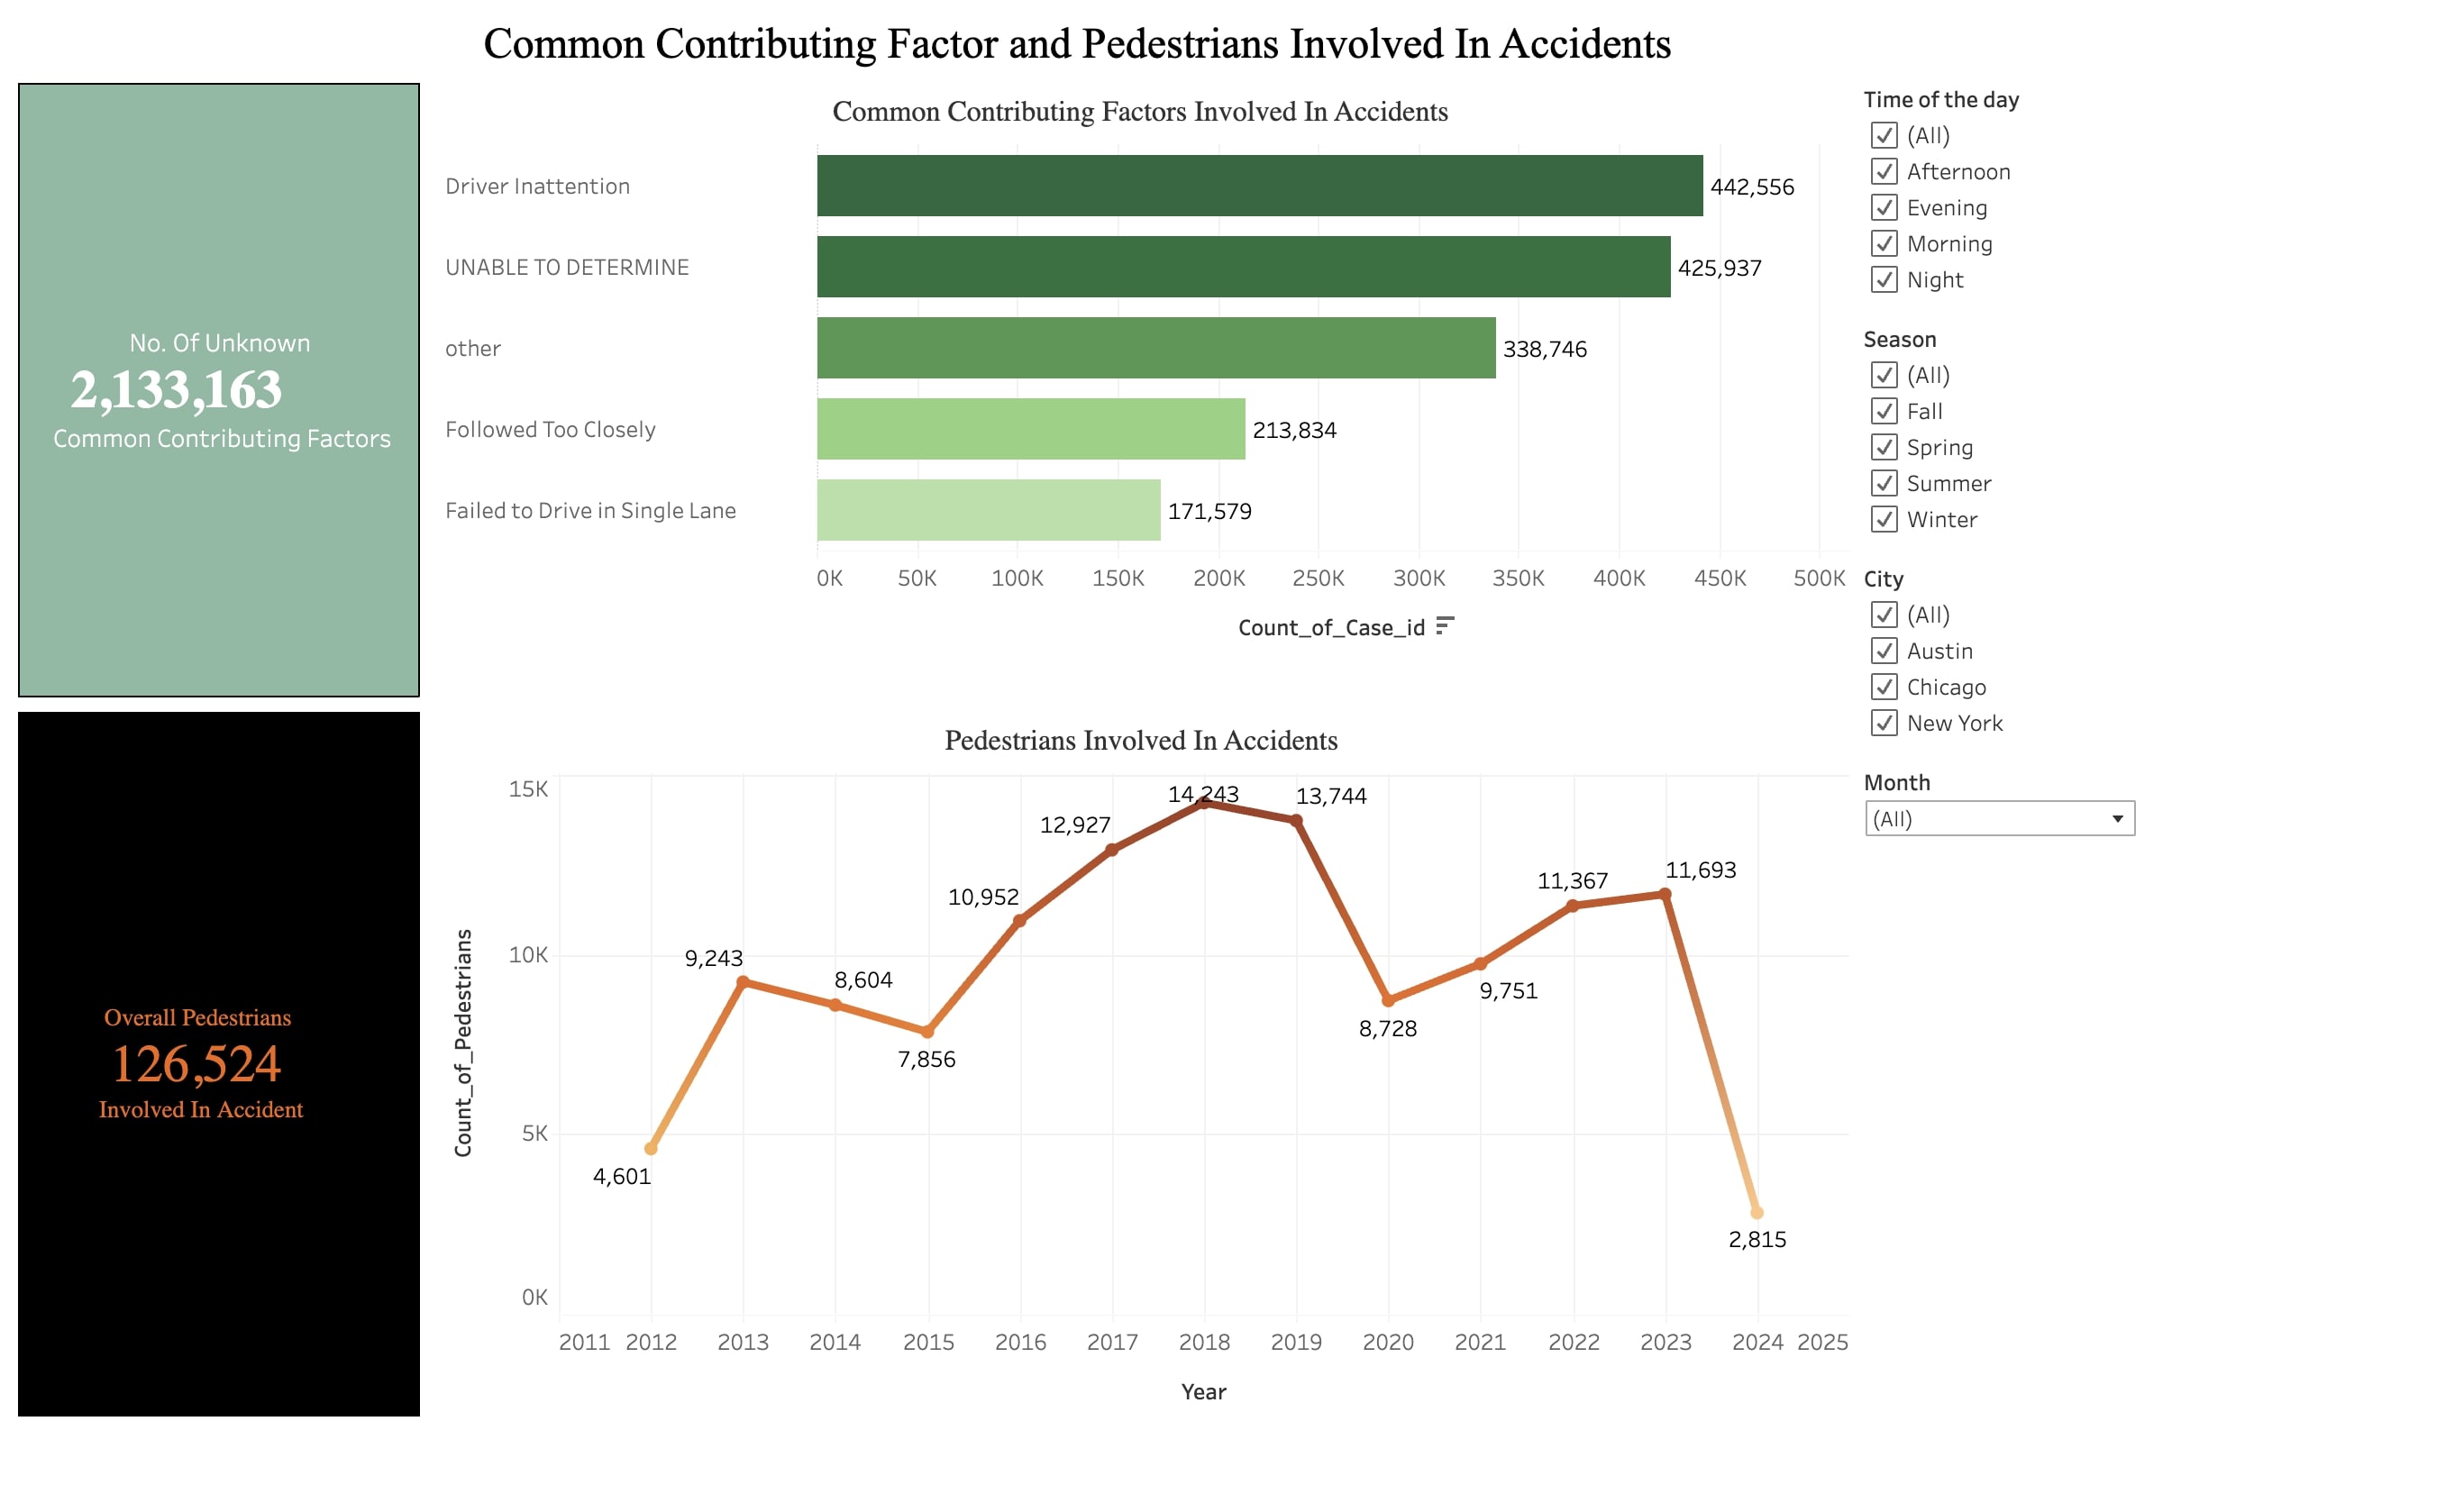 Common Contributing Factor and Pedestrians Involved In Accidents
No. Of Unknown
2,133,163
Common Contributing Factors
Common Contributing Factors Involved In Accidents
Driver Inattention
442,556
UNABLE TO DETERMINE
425,937
other
338,746
Followed Too Closely
213,834
Failed to Drive in Single Lane
171,579
0K 50K 100K 150K 200K 250K 300K 350K 400K 450K 500K
Count_of_Case_id
Time of the day
(All)
Afternoon
Evening
Morning
Night
Season
(All)
Fall
Spring
Summer
Winter
City
(All)
Austin
Chicago
New York
Month
(All)
Overall Pedestrians
126,524
Involved In Accident
Pedestrians Involved In Accidents
Count_of_Pedestrians
15K
10K
5K
0K
4,601
9,243
8,604
7,856
10,952
12,927
14,243
13,744
8,728
9,751
11,367
11,693
2,815
2011 2012 2013 2014 2015 2016 2017 2018 2019 2020 2021 2022 2023 2024 2025
Year